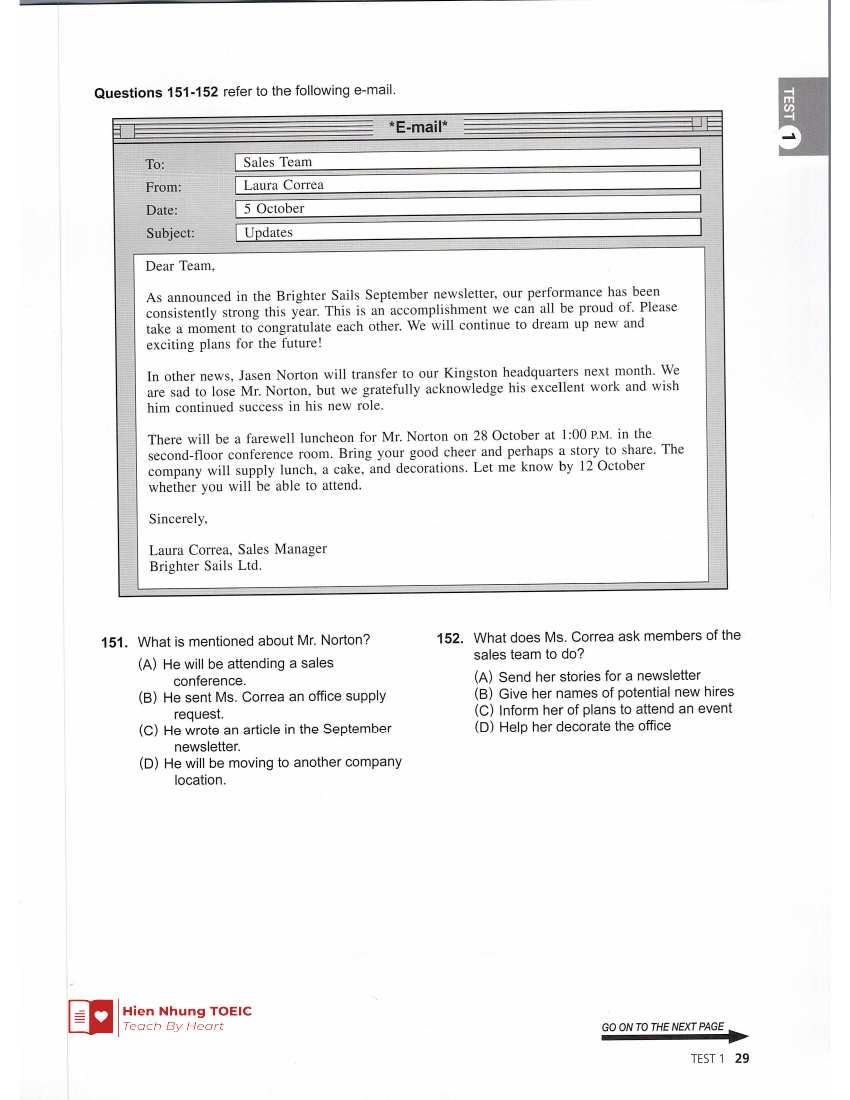 Questions 151-152 refer to the following e-mail.
TEST 1
*E-mail*
To: Sales Team
From: Laura Correa
Date: 5 October
Subject: Updates
Dear Team,
As announced in the Brighter Sails September newsletter, our performance has been
consistently strong this year. This is an accomplishment we can all be proud of. Please
take a moment to congratulate each other. We will continue to dream up new and
exciting plans for the future!
In other news, Jasen Norton will transfer to our Kingston headquarters next month. We
are sad to lose Mr. Norton, but we gratefully acknowledge his excellent work and wish
him continued success in his new role.
There will be a farewell luncheon for Mr. Norton on 28 October at 1:00 P.M. in the
second-floor conference room. Bring your good cheer and perhaps a story to share. The
company will supply lunch, a cake, and decorations. Let me know by 12 October
whether you will be able to attend.
Sincerely,
Laura Correa, Sales Manager
Brighter Sails Ltd.
151. What is mentioned about Mr. Norton?
(A) He will be attending a sales
conference.
(B) He sent Ms. Correa an office supply
request.
(C) He wrote an article in the September
newsletter.
(D) He will be moving to another company
location.
152. What does Ms. Correa ask members of the
sales team to do?
(A) Send her stories for a newsletter
(B) Give her names of potential new hires
(C) Inform her of plans to attend an event
(D) Help her decorate the office
Hien Nhung TOEIC
Teach By Heart
GO ON TO THE NEXT PAGE
TEST 1 29